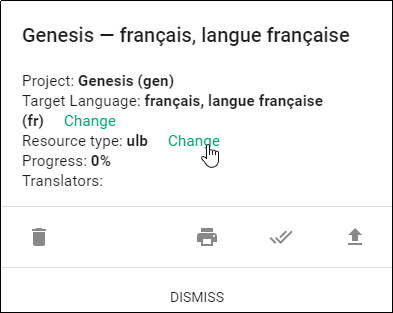 Genesis — français, langue française
Project: Genesis (gen)
Target Language: français, langue française
(fr) Change
Resource type: ulb Change
Progress: 0%
Translators:
DISMISS